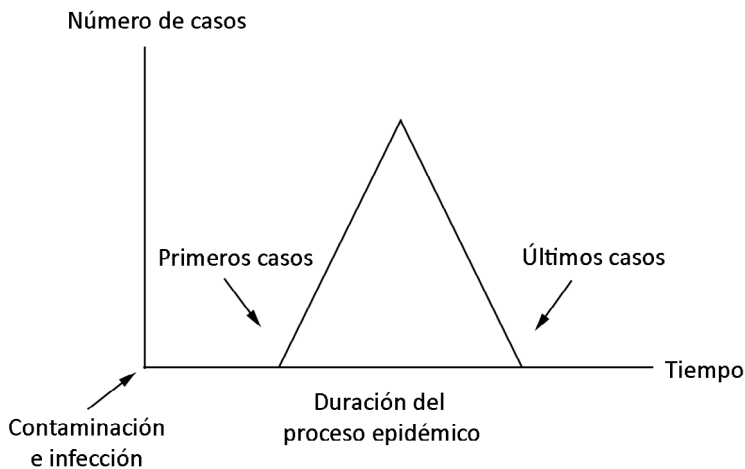 Número de casos
Primeros casos
Últimos casos
Tiempo
Duración del
proceso epidémico
Contaminación
e infección